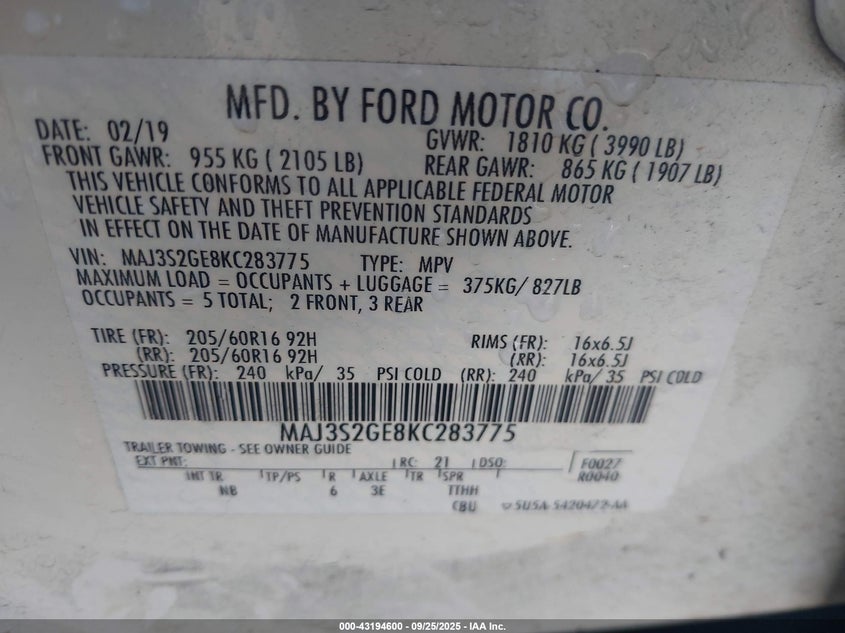 MFD. BY FORD MOTOR CO.
DATE: 02/19 GVWR: 1810 KG ( 3990 LB)
FRONT GAWR: 955 KG ( 2105 LB) REAR GAWR: 865 KG ( 1907 LB)
THIS VEHICLE CONFORMS TO ALL APPLICABLE FEDERAL MOTOR
VEHICLE SAFETY AND THEFT PREVENTION STANDARDS
IN EFFECT ON THE DATE OF MANUFACTURE SHOWN ABOVE.
VIN: MAJ3S2GE8KC283775 TYPE: MPV
MAXIMUM LOAD = OCCUPANTS + LUGGAGE = 375KG/ 827LB
OCCUPANTS = 5 TOTAL; 2 FRONT, 3 REAR
TIRE (FR): 205/60R16 92H RIMS (FR): 16x6.5J
(RR): 205/60R16 92H (RR): 16x6.5J
PRESSURE (FR): 240 kPa/ 35 PSI COLD (RR): 240 kPa/ 35 PSI COLD
MAJ3S2GE8KC283775
TRAILER TOWING - SEE OWNER GUIDE
EXT PNT: RC: 21 DSO: F0027
INT TR TP/PS R AXLE TR SPR R0040
NB 6 3E TTHH
CBU
000-43194600 - 09/25/2025 - IAA Inc.